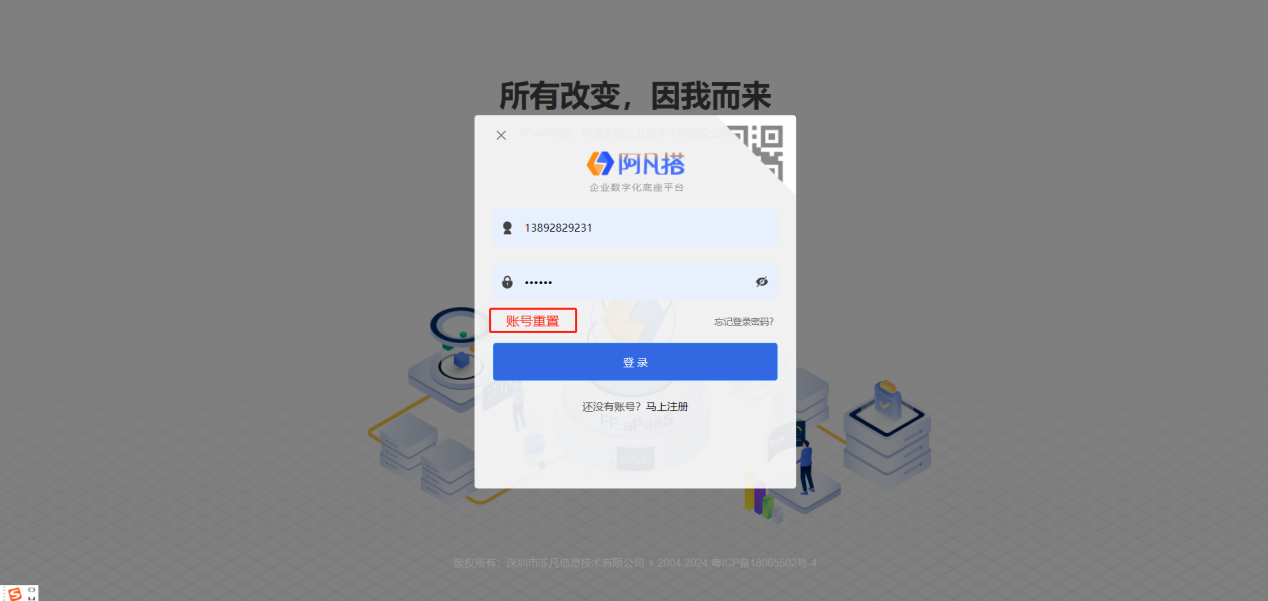 所有改变，因我而来
阿凡搭
企业数字化底座平台
13892829231
••••••
账号重置
忘记登录密码?
登 录
还没有账号? 马上注册
FF.aPaaS
版权所有：深圳市非凡信息技术有限公司 © 2004-2024 粤ICP备18065502号-4